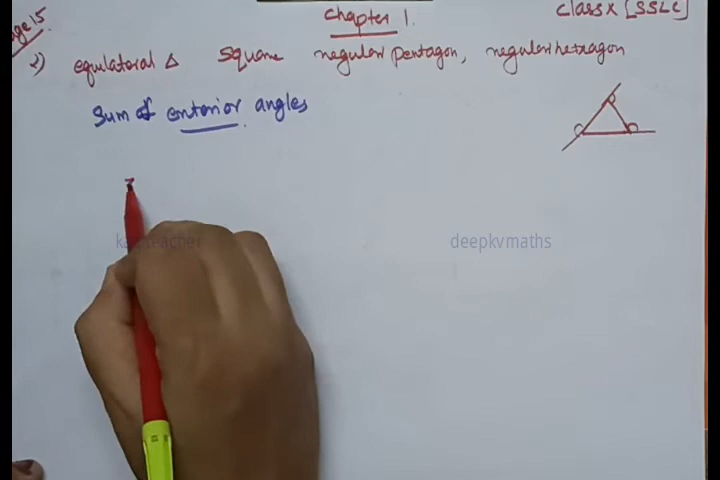 Chapter 1.
Class X [SSLC]
Page 15
2) equilateral Δ square regular pentagon, regular hexagon
Sum of exterior angles
deepkvmaths